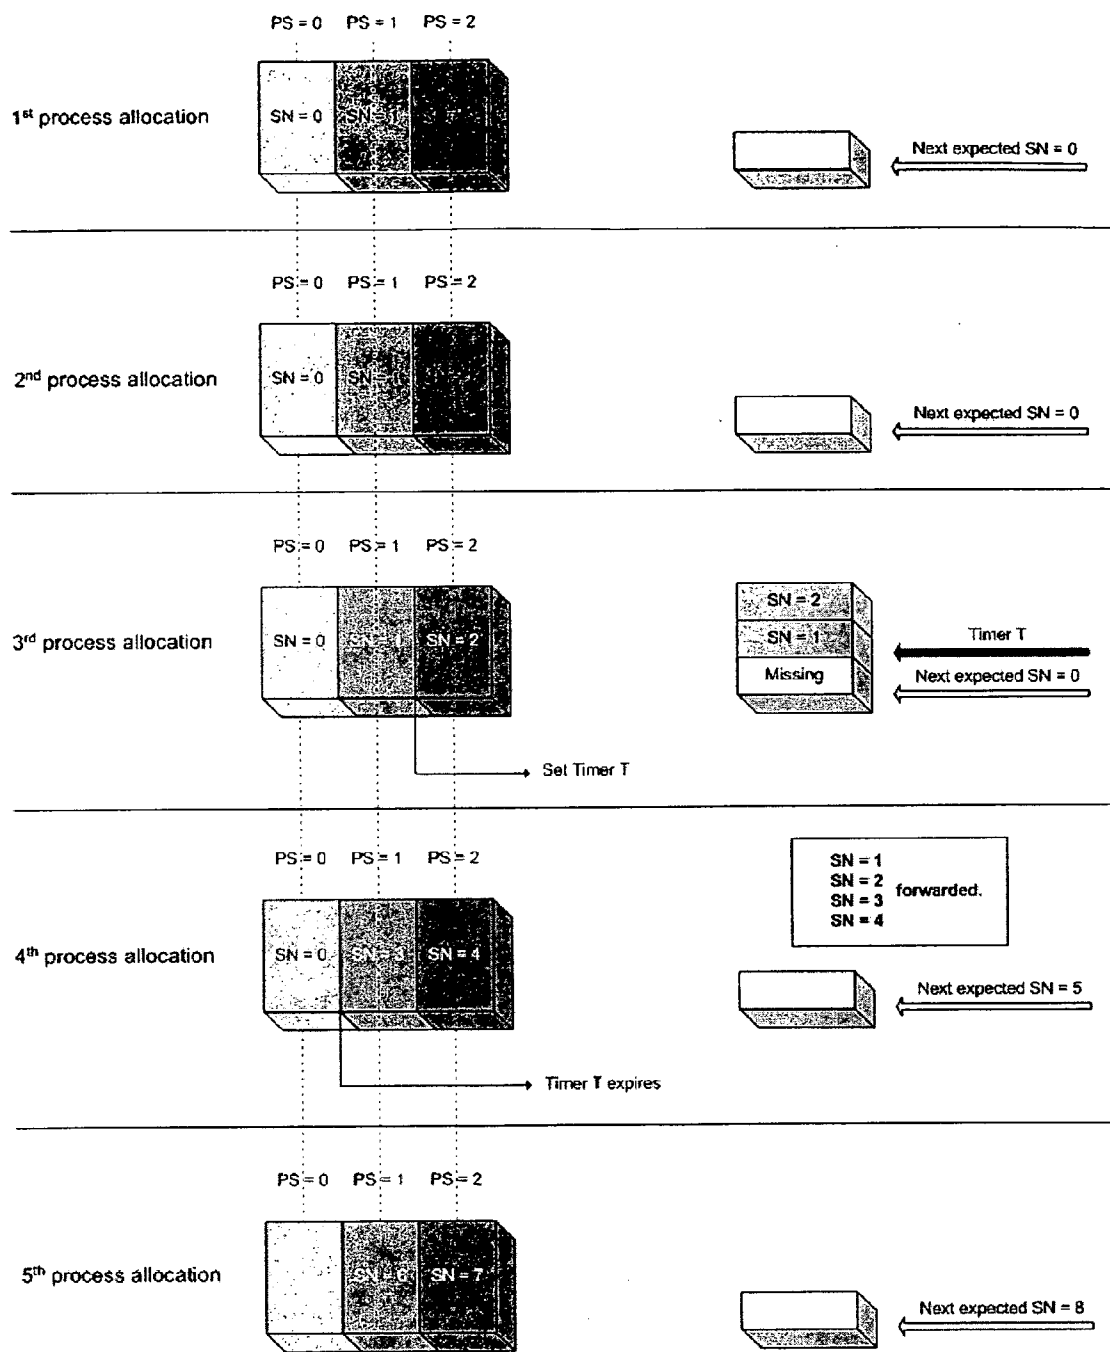 PS = 0 PS = 1 PS = 2
1st process allocation
SN = 0 SN = 1
Next expected SN = 0
PS = 0 PS = 1 PS = 2
2nd process allocation
SN = 0 SN = 1
Next expected SN = 0
PS = 0 PS = 1 PS = 2
3rd process allocation
SN = 0 SN = 1 SN = 2
SN = 2
SN = 1
Missing
Timer T
Next expected SN = 0
Set Timer T
PS = 0 PS = 1 PS = 2
4th process allocation
SN = 0 SN = 3 SN = 4
SN = 1
SN = 2
SN = 3
SN = 4
forwarded.
Next expected SN = 5
Timer T expires
PS = 0 PS = 1 PS = 2
5th process allocation
SN = 6 SN = 7
Next expected SN = 8